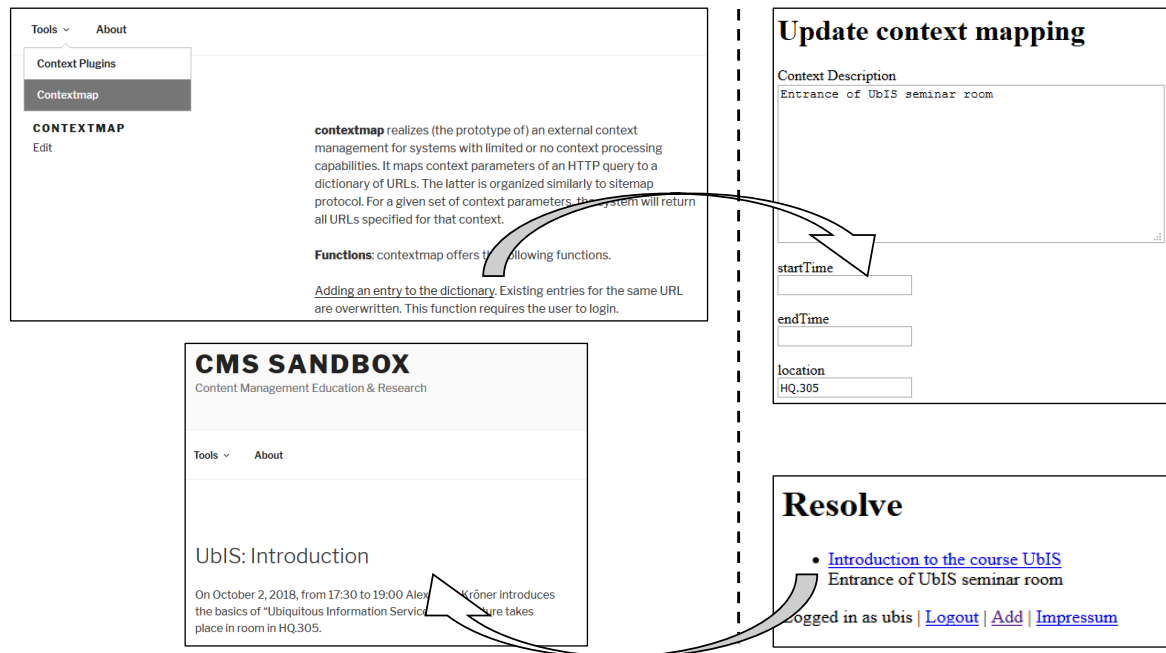 Tools About
Context Plugins
Contextmap
CONTEXTMAP
Edit
contextmap realizes (the prototype of) an external context
management for systems with limited or no context processing
capabilities. It maps context parameters of an HTTP query to a
dictionary of URLs. The latter is organized similarly to sitemap
protocol. For a given set of context parameters, the system will return
all URLs specified for that context.
Functions: contextmap offers the following functions.
Adding an entry to the dictionary. Existing entries for the same URL
are overwritten. This function requires the user to login.
Update context mapping
Context Description
Entrance of UbIS seminar room
startTime
endTime
location
HQ.305
CMS SANDBOX
Content Management Education & Research
Tools About
UbIS: Introduction
On October 2, 2018, from 17:30 to 19:00 Kröner introduces
the basics of "Ubiquitous Information takes
place in room in HQ.305.
Resolve
Introduction to the course UbIS
Entrance of UbIS seminar room
Logged in as ubis | Logout | Add | Impressum